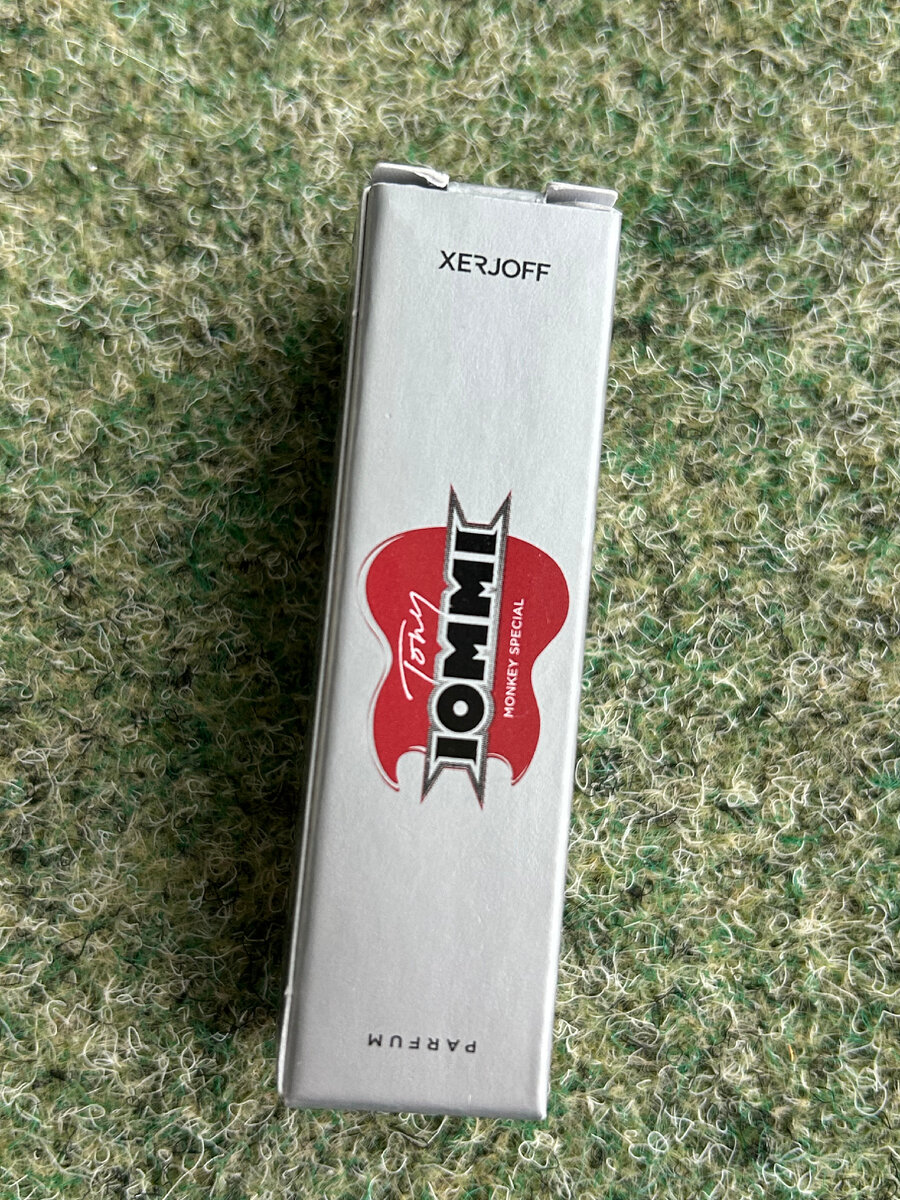 XERJOFF
Tony
IOMMI
MONKEY SPECIAL
PARFUM